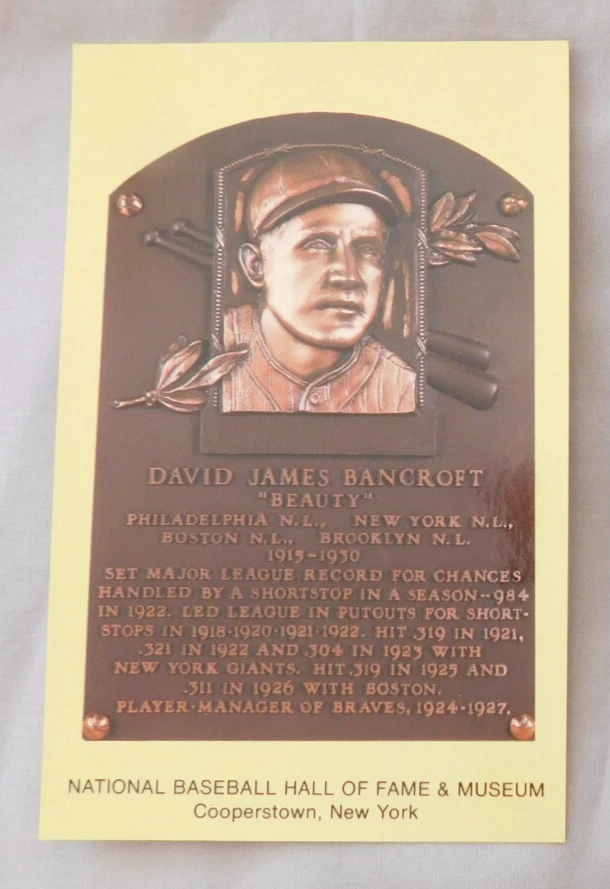 DAVID JAMES BANCROFT
"BEAUTY"
PHILADELPHIA N.L., NEW YORK N.L.,
BOSTON N.L., BROOKLYN N.L.
1915-1930
SET MAJOR LEAGUE RECORD FOR CHANCES
HANDLED BY A SHORTSTOP IN A SEASON--984
IN 1922. LED LEAGUE IN PUTOUTS FOR SHORT-
STOPS IN 1918·1920·1921·1922. HIT .319 IN 1921,
.321 IN 1922 AND .304 IN 1923 WITH
NEW YORK GIANTS. HIT .319 IN 1925 AND
.311 IN 1926 WITH BOSTON.
PLAYER-MANAGER OF BRAVES, 1924-1927.
NATIONAL BASEBALL HALL OF FAME & MUSEUM
Cooperstown, New York